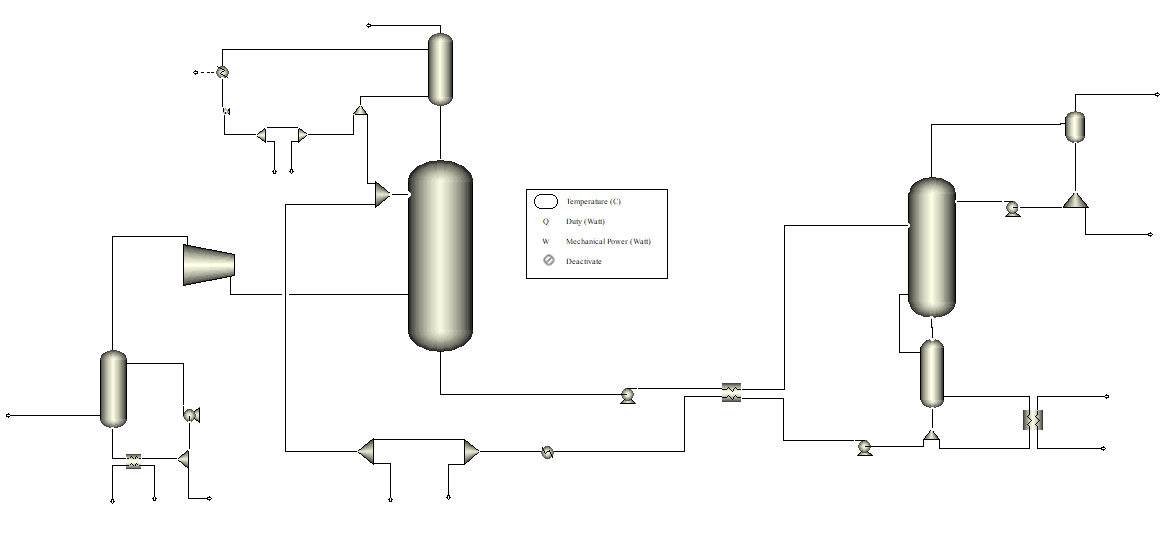 Temperature (C)
Q Duty (Watt)
W Mechanical Power (Watt)
Deactivate